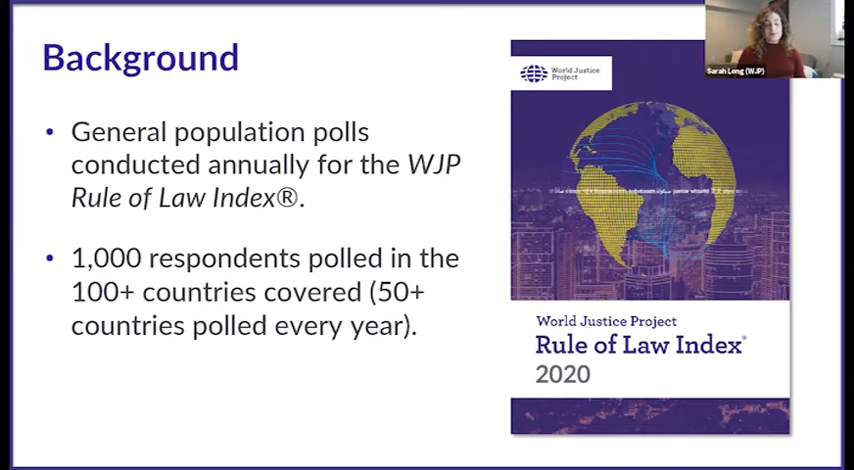 Background
• General population polls
conducted annually for the WJP
Rule of Law Index®.
• 1,000 respondents polled in the
100+ countries covered (50+
countries polled every year).
World Justice
Project
World Justice Project
Rule of Law Index®
2020
Sarah Long (WJP)